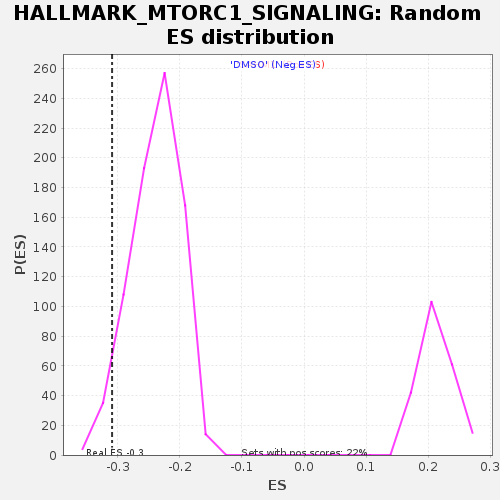 HALLMARK_MTORC1_SIGNALING: Random
ES distribution
'DMSO' (Neg ES)
S)
260
240
220
200
180
160
140
120
100
80
60
40
20
0
P(ES)
Real ES -0.3
Sets with pos scores: 22%
-0.3
-0.2
-0.1
0.0
0.1
0.2
0.3
ES